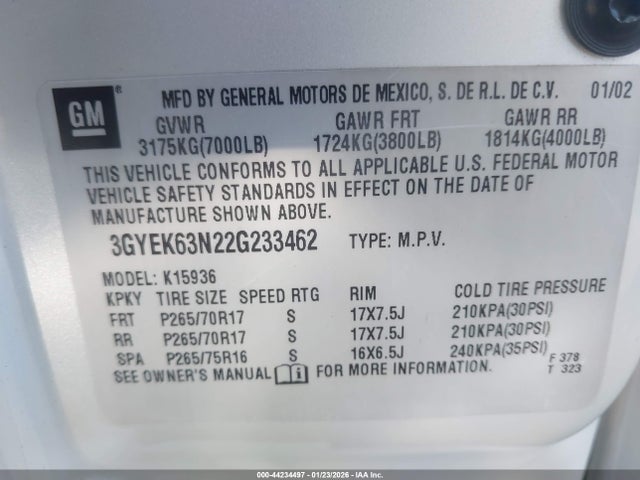 GM ® MFD BY GENERAL MOTORS DE MEXICO, S. DE R.L. DE C.V. 01/02
GVWR GAWR FRT GAWR RR
3175KG(7000LB) 1724KG(3800LB) 1814KG(4000LB)
THIS VEHICLE CONFORMS TO ALL APPLICABLE U.S. FEDERAL MOTOR
VEHICLE SAFETY STANDARDS IN EFFECT ON THE DATE OF
MANUFACTURE SHOWN ABOVE.
3GYEK63N22G233462 TYPE: M.P.V.
MODEL: K15936
KPKY TIRE SIZE SPEED RTG RIM COLD TIRE PRESSURE
FRT P265/70R17 S 17X7.5J 210KPA(30PSI)
RR P265/70R17 S 17X7.5J 210KPA(30PSI)
SPA P265/75R16 S 16X6.5J 240KPA(35PSI) F 378
SEE OWNER'S MANUAL i FOR MORE INFORMATION. T 323
000-44234497 - 01/23/2026 - IAA Inc.